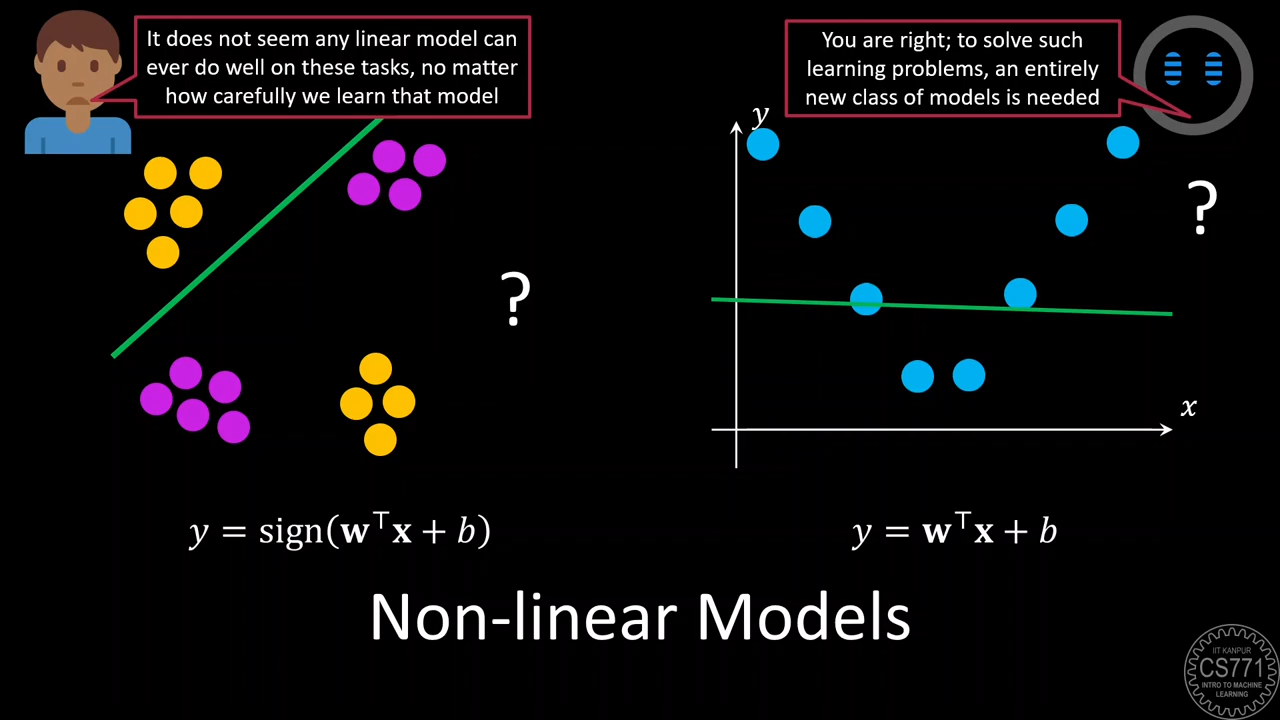 It does not seem any linear model can
ever do well on these tasks, no matter
how carefully we learn that model
You are right; to solve such
learning problems, an entirely
new class of models is needed
y
?
?
x
y = sign(𝐰⊤𝐱 + b)
y = 𝐰⊤𝐱 + b
Non-linear Models
IIT KANPUR
CS771
INTRO TO MACHINE
LEARNING